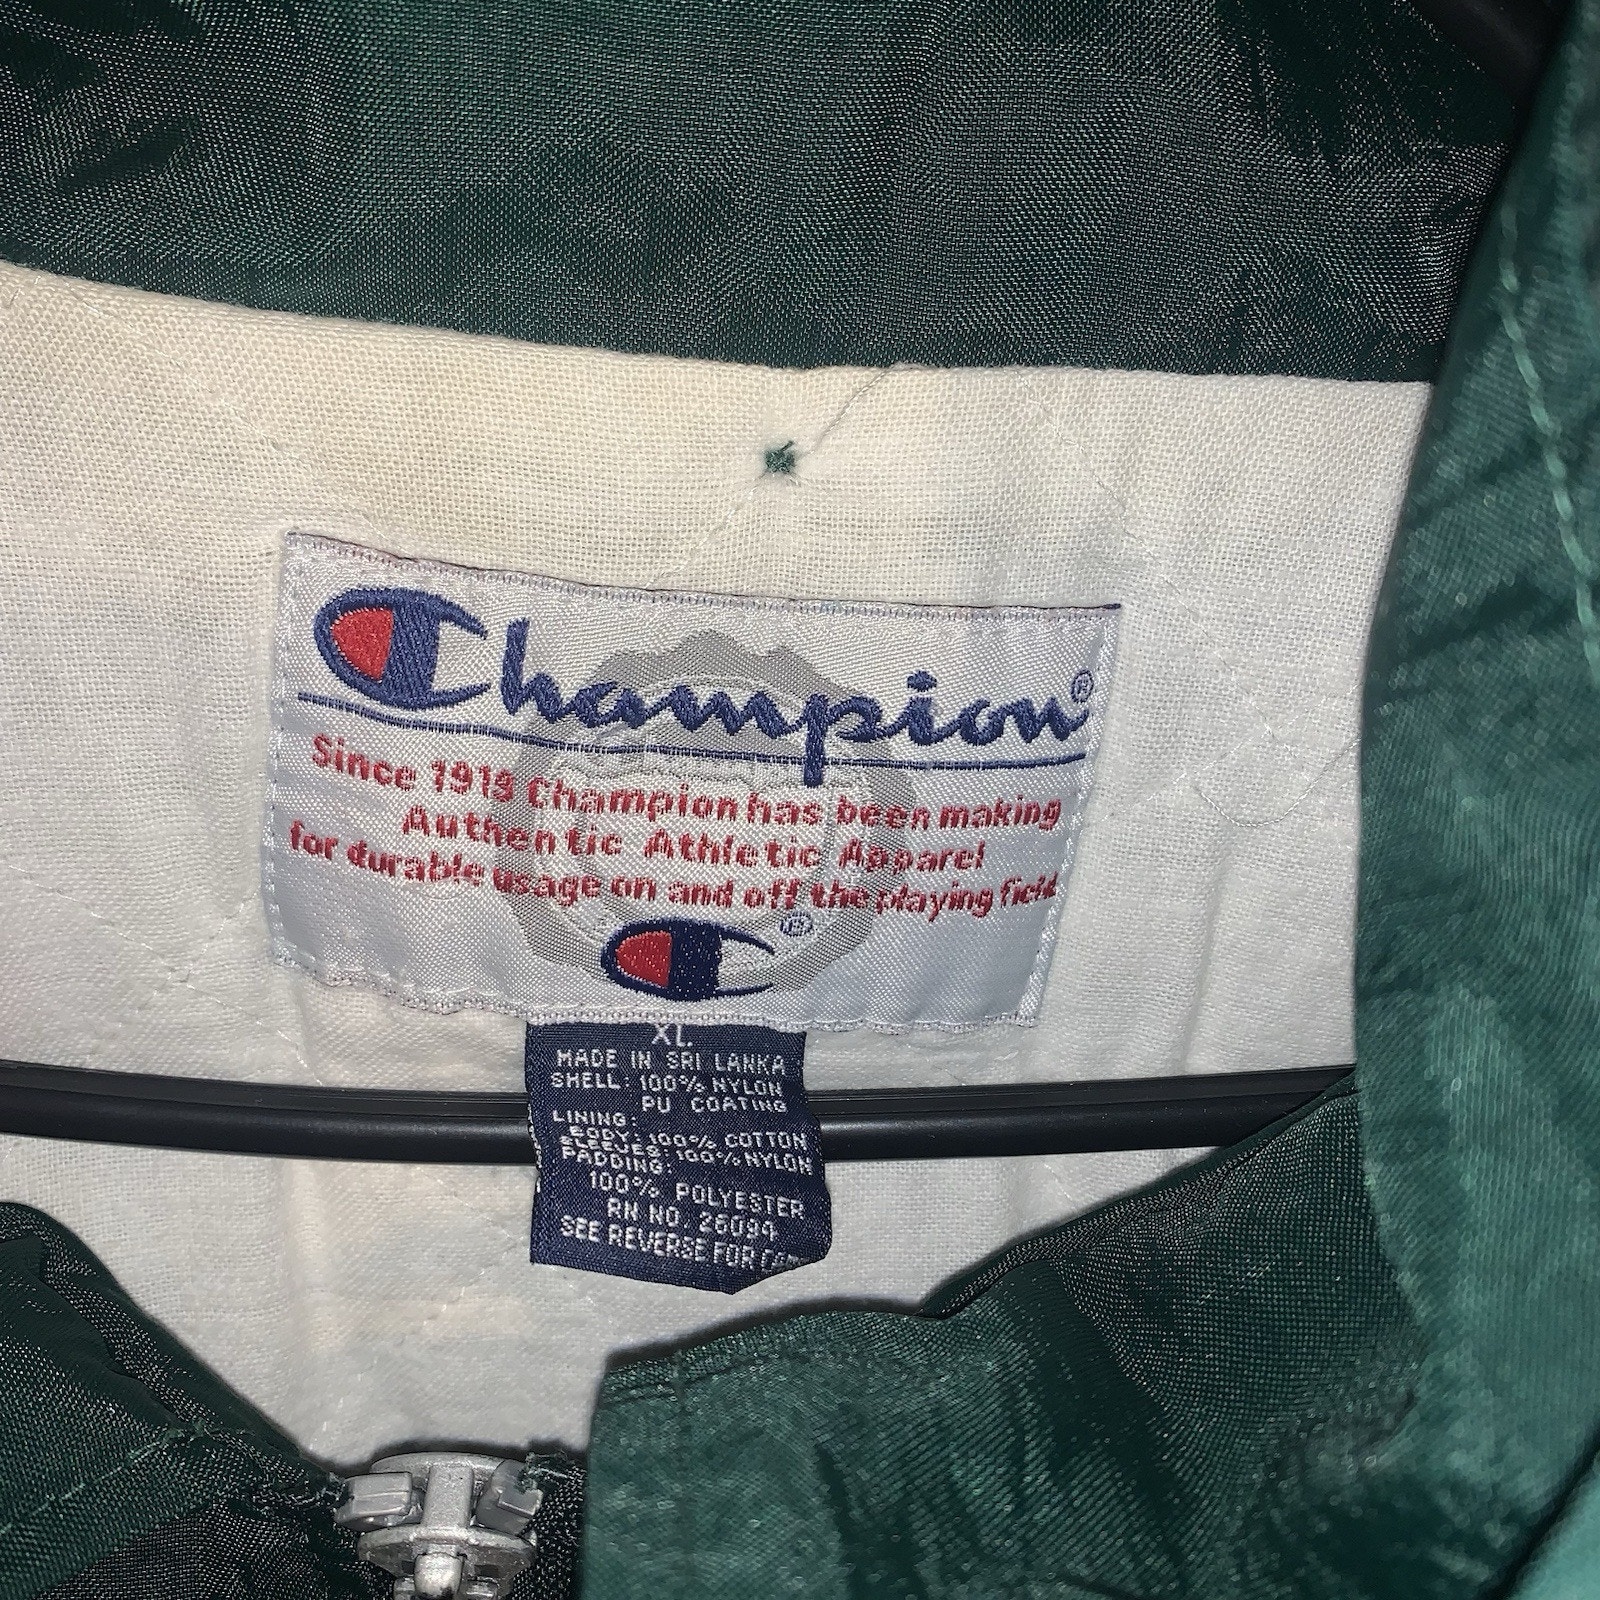 Champion®
Since 1919 Champion has been making
Authentic Athletic Apparel
for durable usage on and off the playing field.
®
XL
MADE IN SRI LANKA
SHELL: 100% NYLON
PU COATING
LINING:
BODY: 100% COTTON
SLEEVES: 100% NYLON
PADDING:
100% POLYESTER
RN NO. 26094
SEE REVERSE FOR